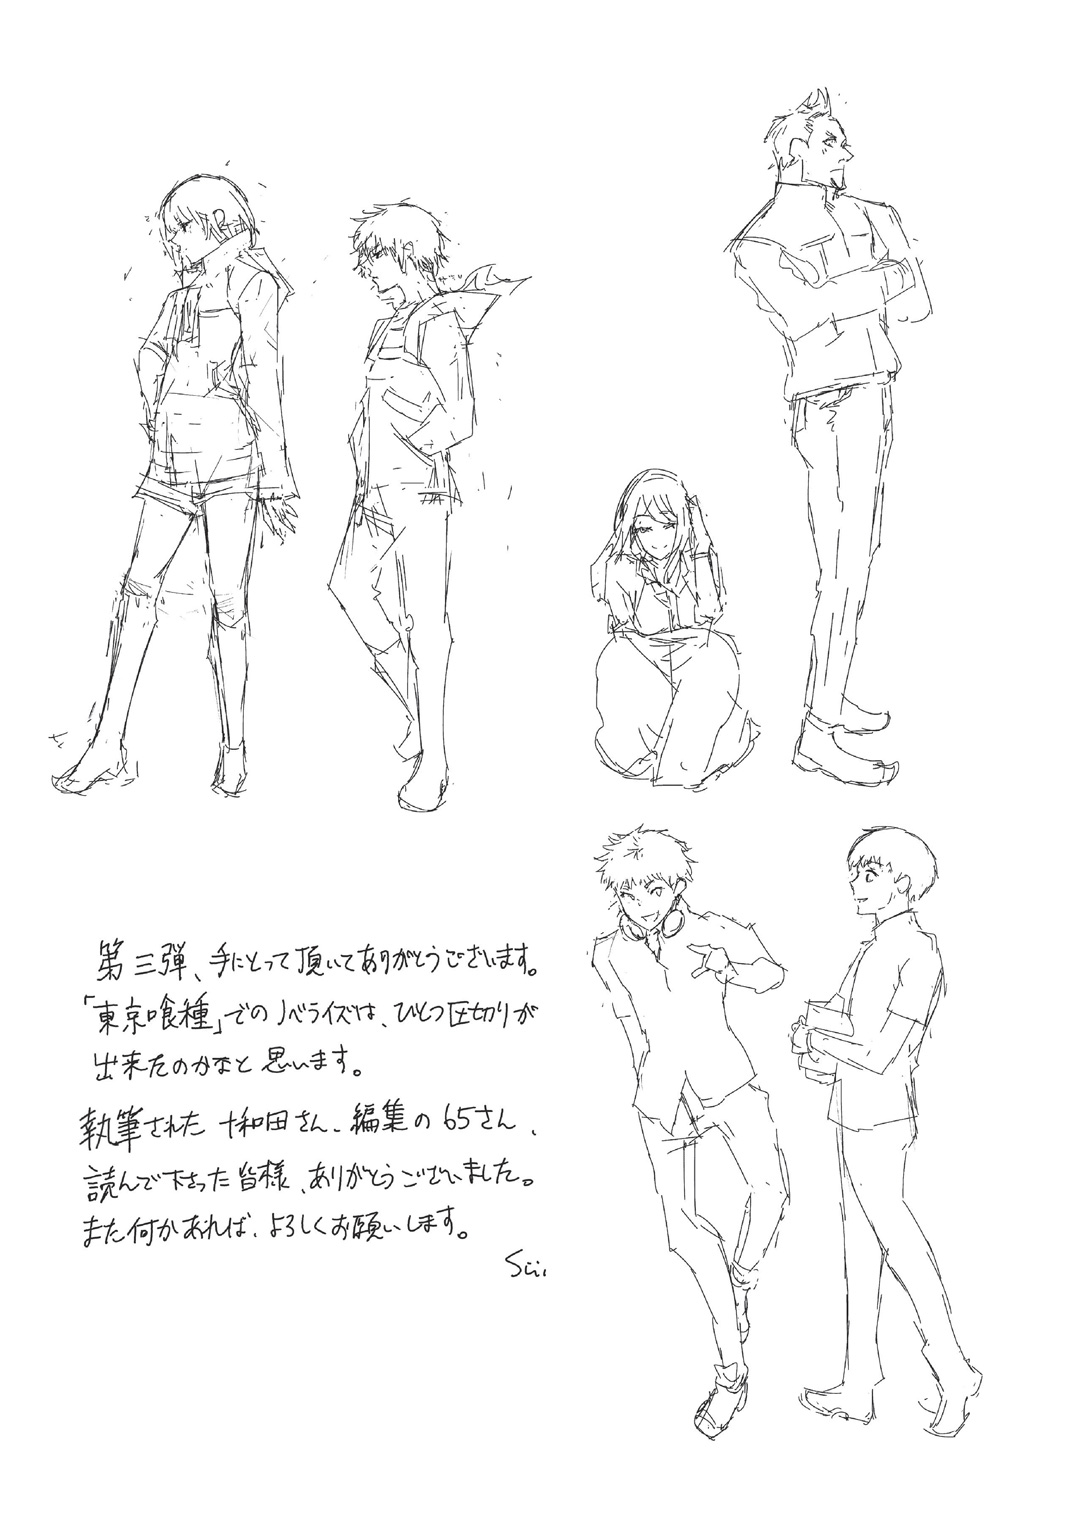 第三弾、手にとって頂いてありがとうございます。
「東京喰種」でのノベライズは、ひとつ区切りが
出来たのかなと思います。
執筆された十和田さん、編集の65さん、
読んで下さった皆様、ありがとうございました。
また何かあれば、よろしくお願いします。
Sui.